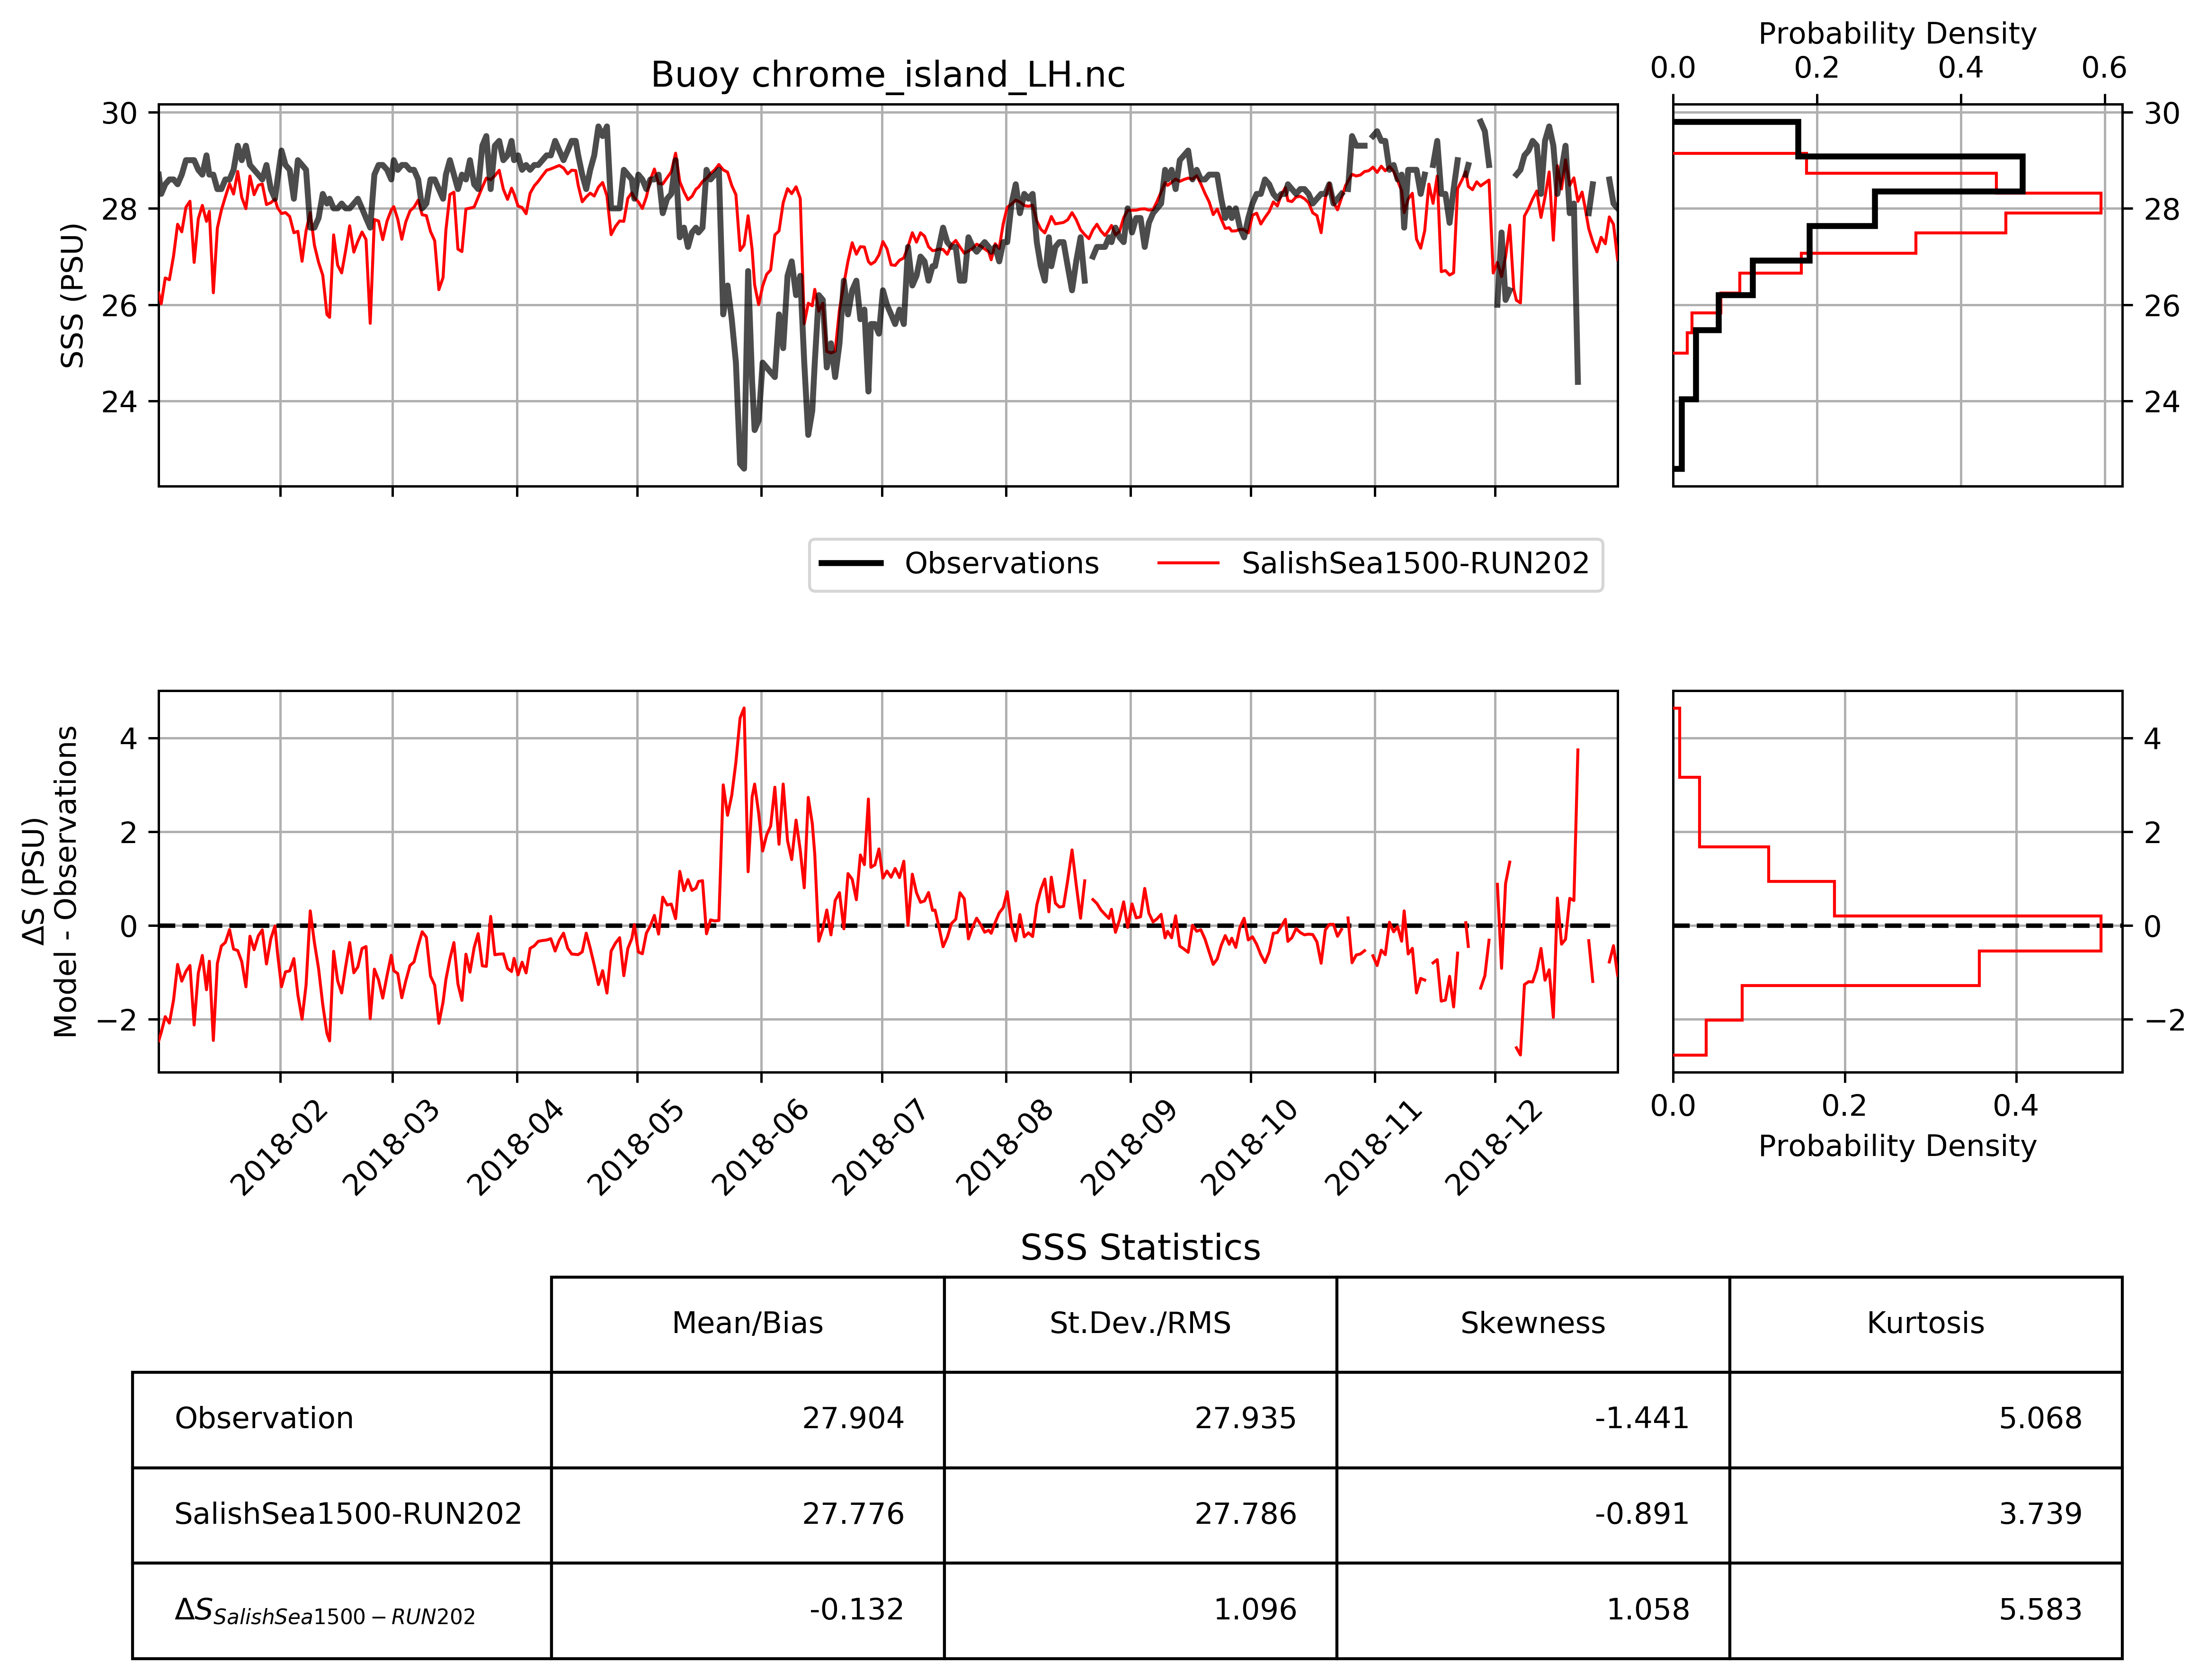 Probability Density
0.0 0.2 0.4 0.6
Buoy chrome_island_LH.nc
30
28
26
24
SSS (PSU)
30
28
26
24
Observations
SalishSea1500-RUN202
4
2
0
−2
ΔS (PSU)
Model - Observations
4
2
0
−2
2018-02
2018-03
2018-04
2018-05
2018-06
2018-07
2018-08
2018-09
2018-10
2018-11
2018-12
0.0 0.2 0.4
Probability Density
SSS Statistics
Mean/Bias St.Dev./RMS Skewness Kurtosis
Observation 27.904 27.935 -1.441 5.068
SalishSea1500-RUN202 27.776 27.786 -0.891 3.739
ΔS SalishSea1500−RUN202 -0.132 1.096 1.058 5.583